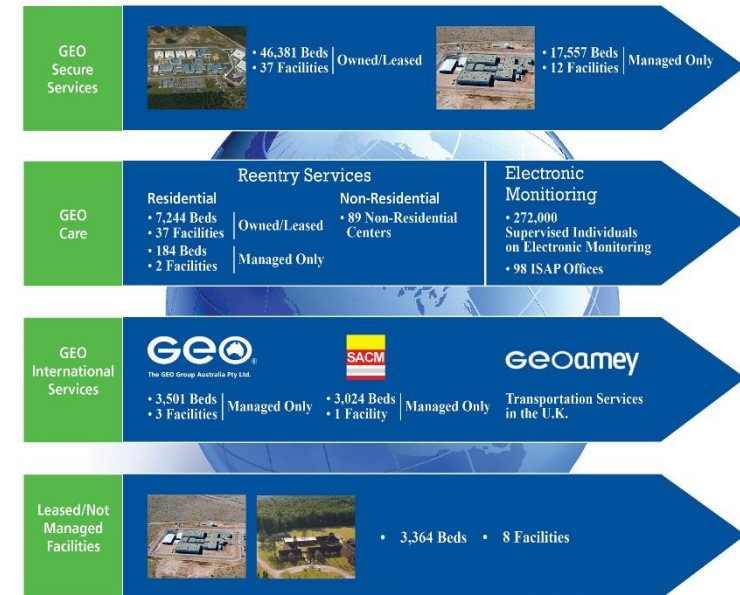 GEO
Secure
Services
• 46,381 Beds
• 37 Facilities
Owned/Leased
• 17,557 Beds
• 12 Facilities
Managed Only
GEO
Care
Reentry Services
Residential
• 7,244 Beds
• 37 Facilities
Owned/Leased
• 184 Beds
• 2 Facilities
Managed Only
Non-Residential
• 89 Non-Residential
Centers
Electronic
Monitioring
• 272,000
Supervised Individuals
on Electronic Monitoring
• 98 ISAP Offices
GEO
International
Services
GEO®
The GEO Group Australia Pty Ltd.
• 3,501 Beds
• 3 Facilities
Managed Only
SACM
• 3,024 Beds
• 1 Facility
Managed Only
GEOamey
Transportation Services
in the U.K.
Leased/Not
Managed
Facilities
• 3,364 Beds • 8 Facilities